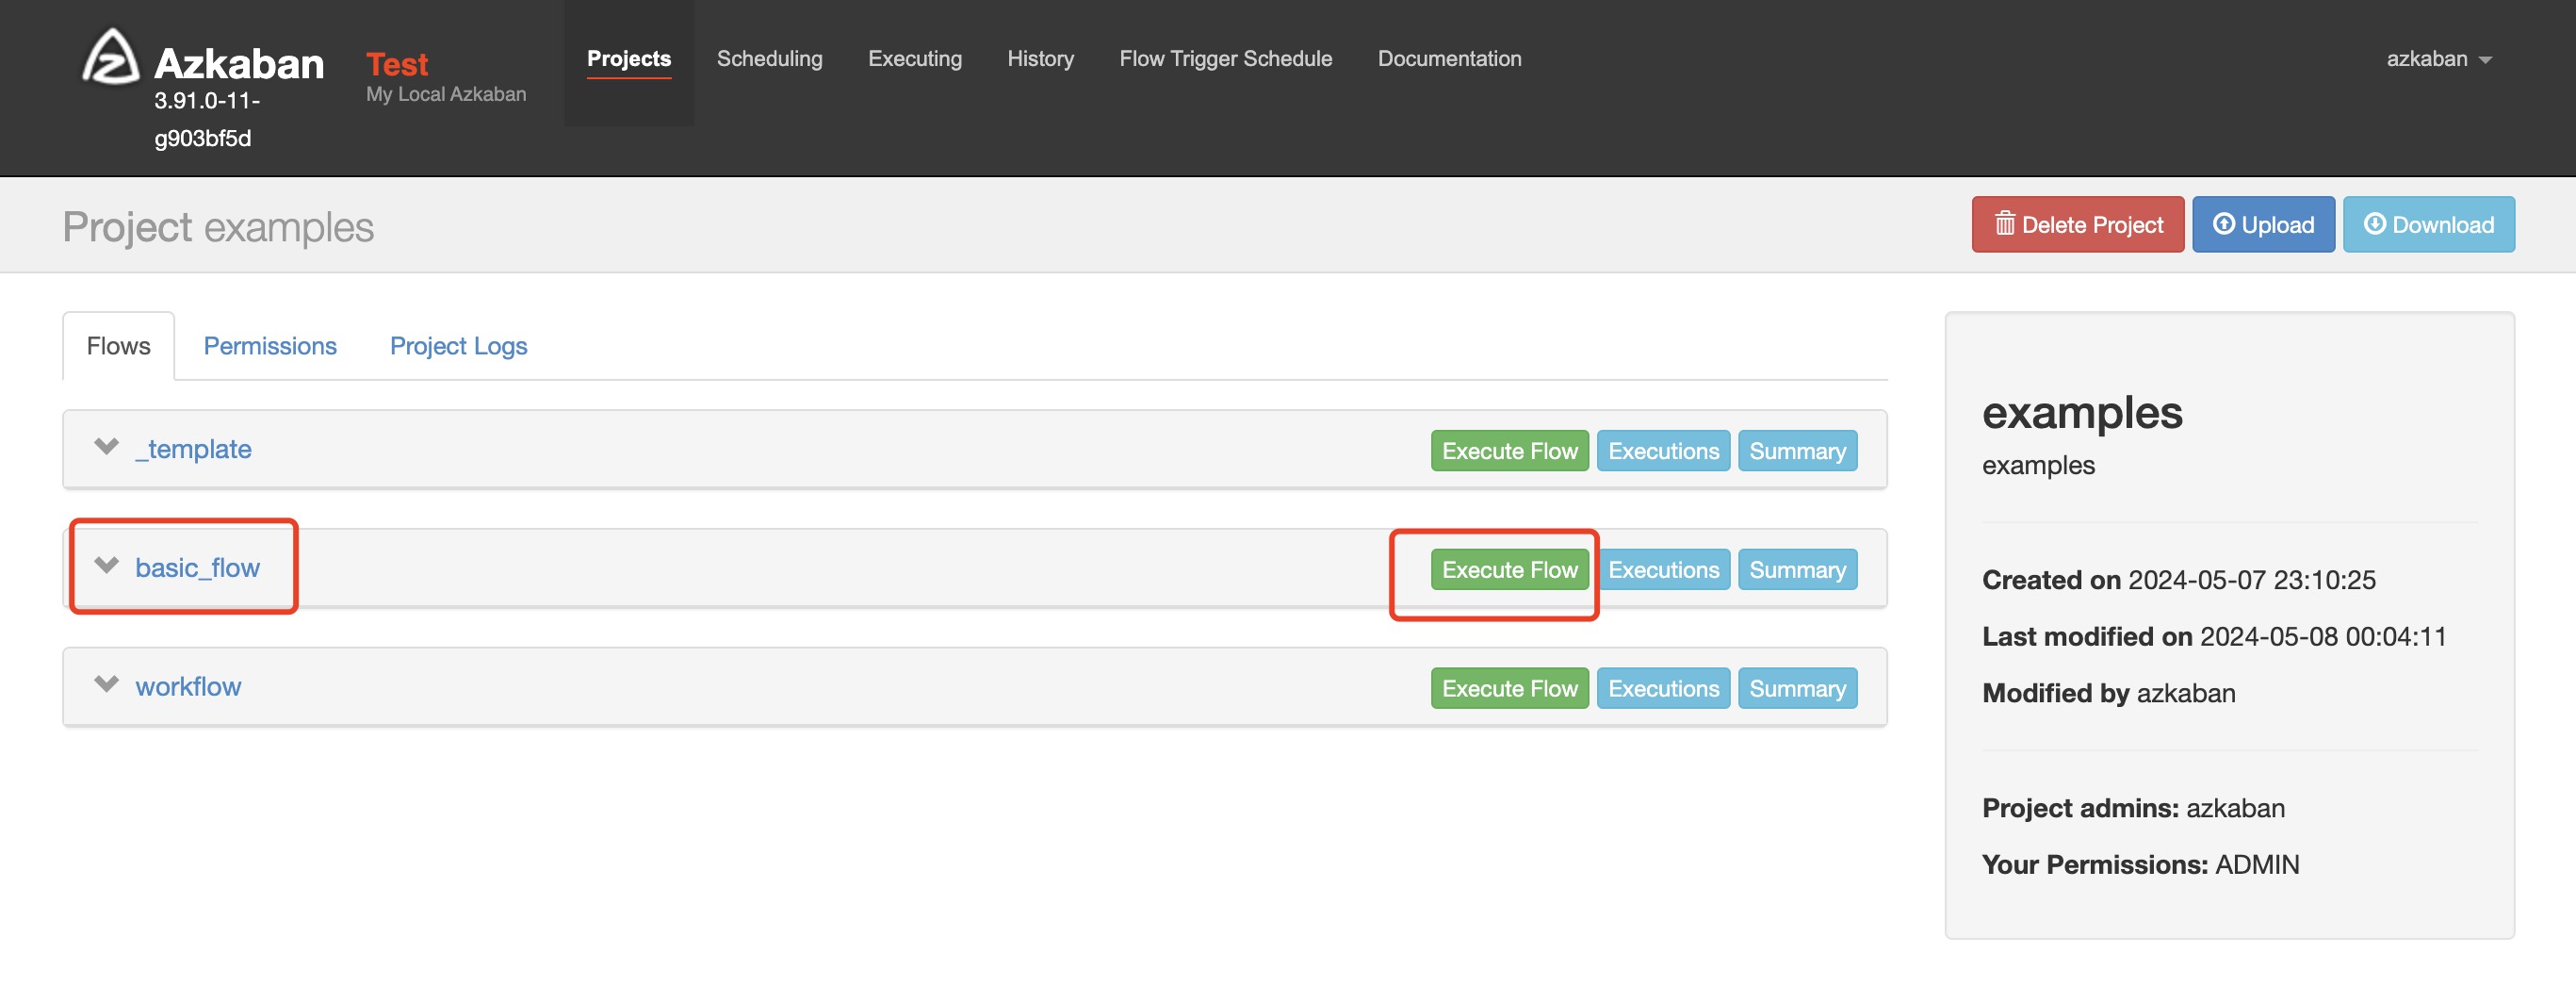 Azkaban
3.91.0-11-
g903bf5d
Test
My Local Azkaban
Projects
Scheduling
Executing
History
Flow Trigger Schedule
Documentation
azkaban
Project examples
Delete Project
Upload
Download
Flows
Permissions
Project Logs
_template
Execute Flow
Executions
Summary
basic_flow
Execute Flow
Executions
Summary
workflow
Execute Flow
Executions
Summary
examples
examples
Created on 2024-05-07 23:10:25
Last modified on 2024-05-08 00:04:11
Modified by azkaban
Project admins: azkaban
Your Permissions: ADMIN